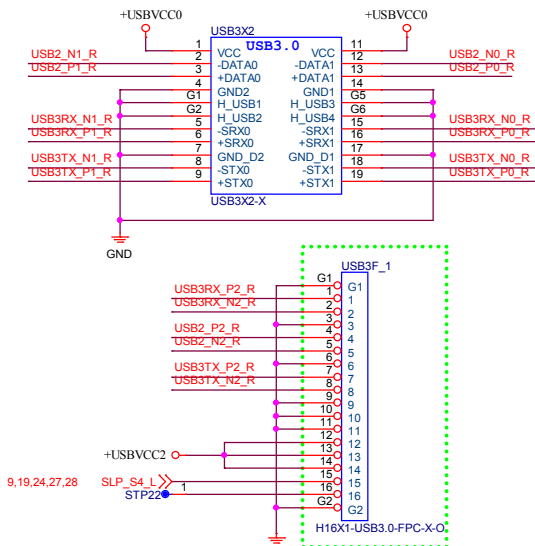 +USBVCC0 USB3X2 +USBVCC0
USB3.0
1 VCC VCC 11
USB2_N1_R 2 -DATA0 -DATA1 12 USB2_N0_R
USB2_P1_R 3 +DATA0 +DATA1 13 USB2_P0_R
4 GND2 GND1 14
G1 H_USB1 H_USB3 G5
G2 H_USB2 H_USB4 G6
USB3RX_N1_R 5 -SRX0 -SRX1 15 USB3RX_N0_R
USB3RX_P1_R 6 +SRX0 +SRX1 16 USB3RX_P0_R
7 GND_D2 GND_D1 17
USB3TX_N1_R 8 -STX0 -STX1 18 USB3TX_N0_R
USB3TX_P1_R 9 +STX0 +STX1 19 USB3TX_P0_R
USB3X2-X
GND
USB3F_1
G1 G1
USB3RX_P2_R 1 1
USB3RX_N2_R 2 2
3 3
USB2_P2_R 4 4
USB2_N2_R 5 5
6 6
USB3TX_P2_R 7 7
USB3TX_N2_R 8 8
9 9
10 10
11 11
12 12
+USBVCC2 13 13
14 14
9,19,24,27,28 SLP_S4_L 15 15
STP22 1 16 16
G2 G2
H16X1-USB3.0-FPC-X-O